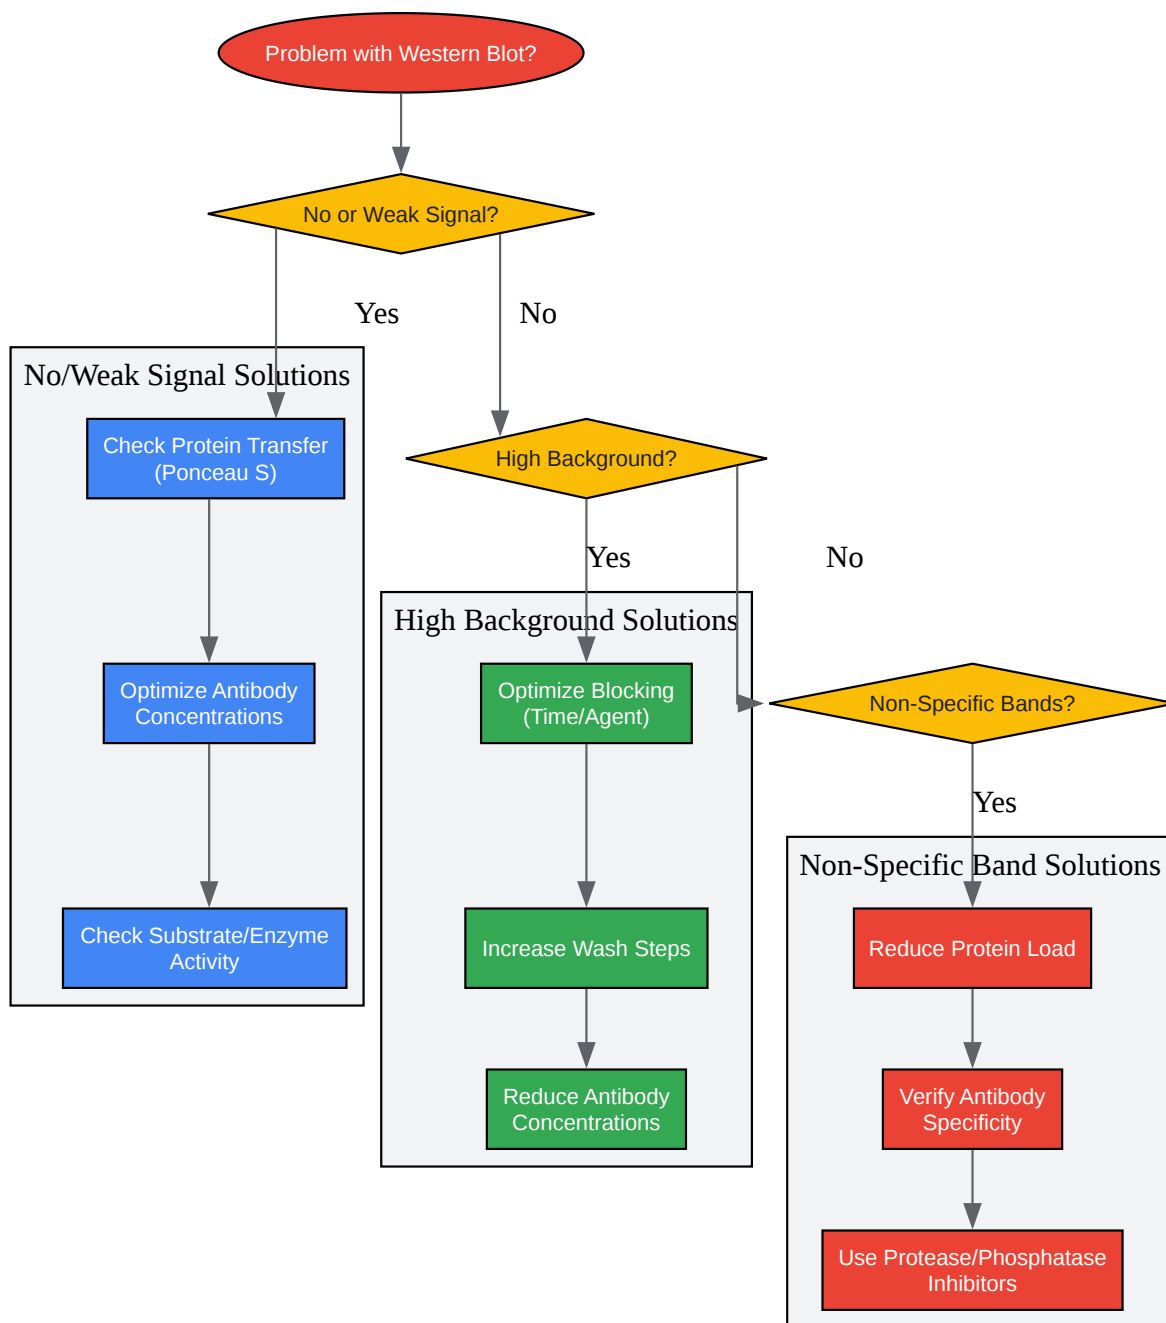 Problem with Western Blot?
No or Weak Signal?
Yes
No
No/Weak Signal Solutions
Check Protein Transfer
(Ponceau S)
Optimize Antibody
Concentrations
Check Substrate/Enzyme
Activity
High Background?
Yes
No
High Background Solutions
Optimize Blocking
(Time/Agent)
Increase Wash Steps
Reduce Antibody
Concentrations
Non-Specific Bands?
Yes
Non-Specific Band Solutions
Reduce Protein Load
Verify Antibody
Specificity
Use Protease/Phosphatase
Inhibitors